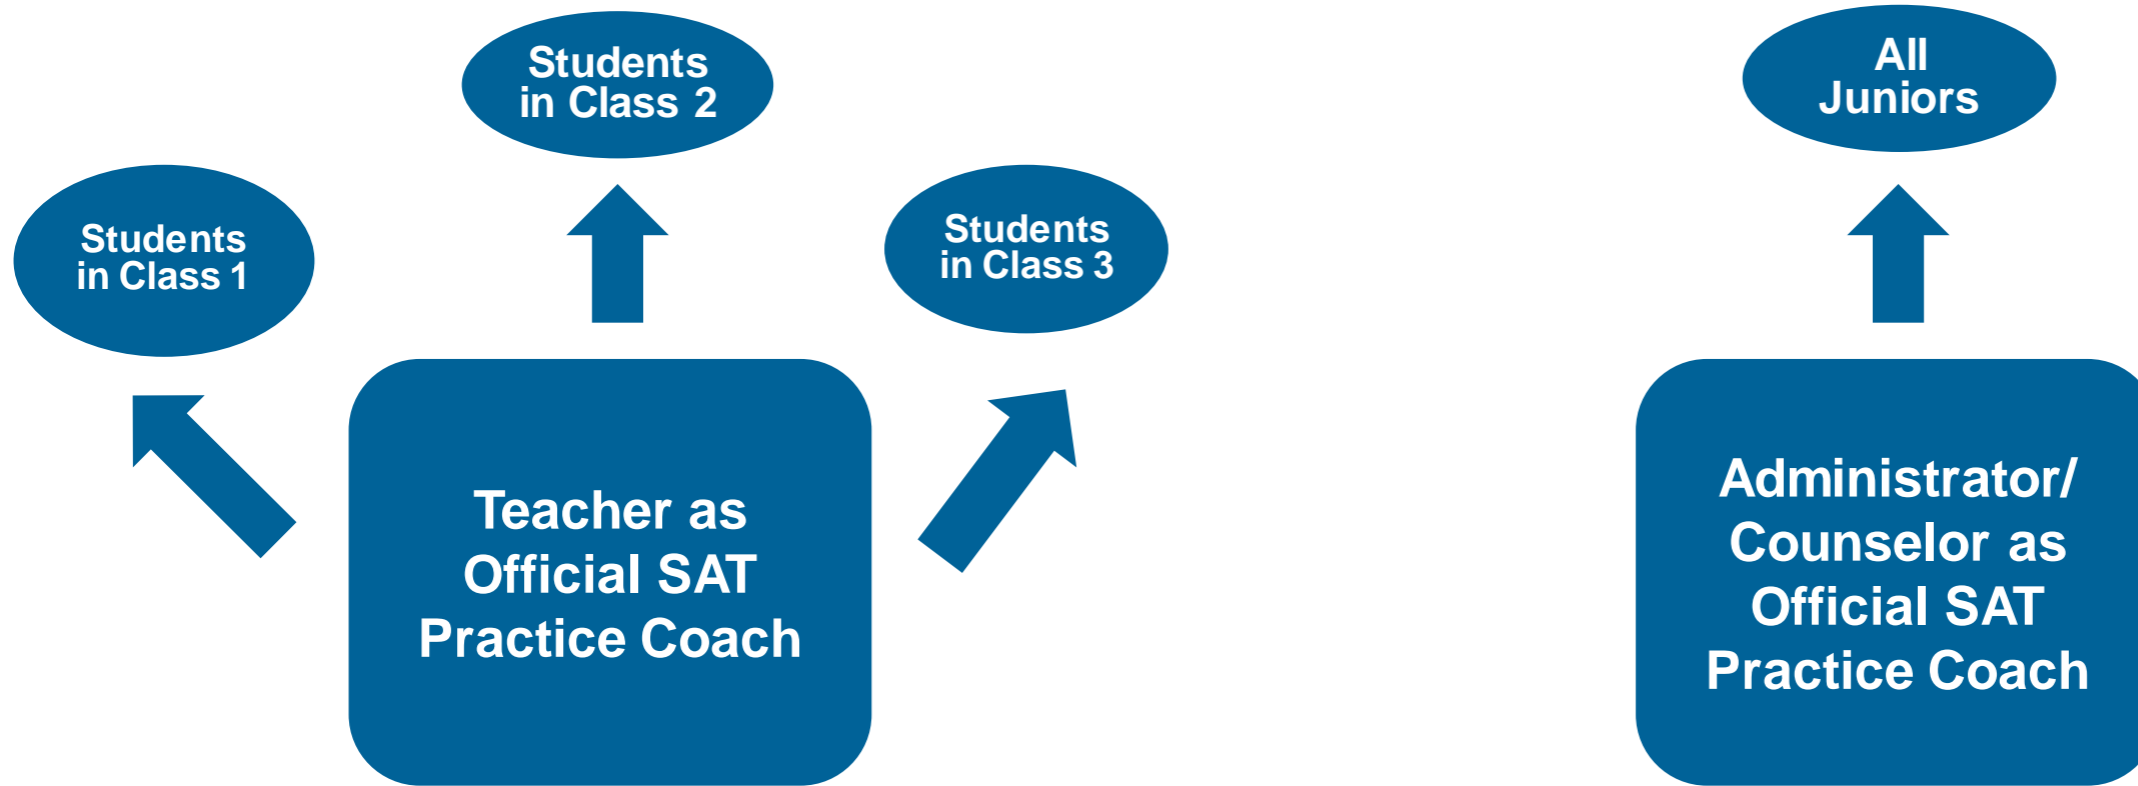 Students
in Class 2
Students
in Class 1
Students
in Class 3
Teacher as
Official SAT
Practice Coach
All
Juniors
Administrator/
Counselor as
Official SAT
Practice Coach